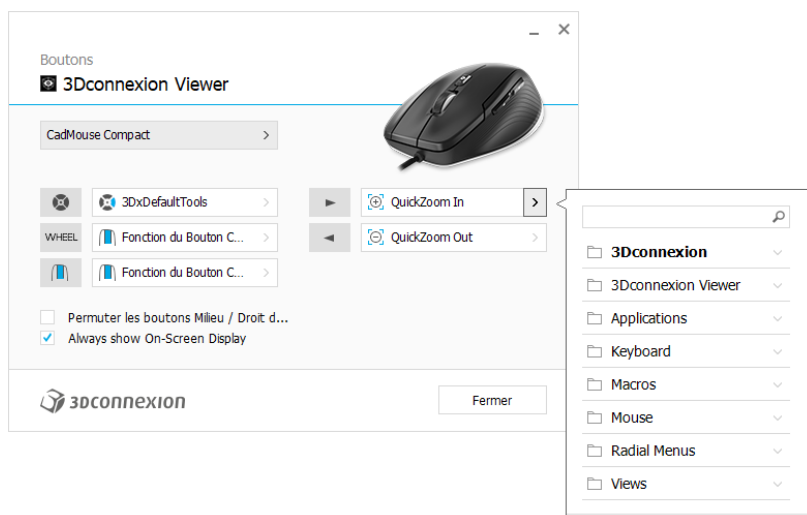 Boutons
3Dconnexion Viewer
CadMouse Compact
3DxDefaultTools
QuickZoom In
WHEEL
Fonction du Bouton C...
QuickZoom Out
Fonction du Bouton C...
Permuter les boutons Milieu / Droit d...
Always show On-Screen Display
3Dconnexion
Fermer
3Dconnexion
3Dconnexion Viewer
Applications
Keyboard
Macros
Mouse
Radial Menus
Views